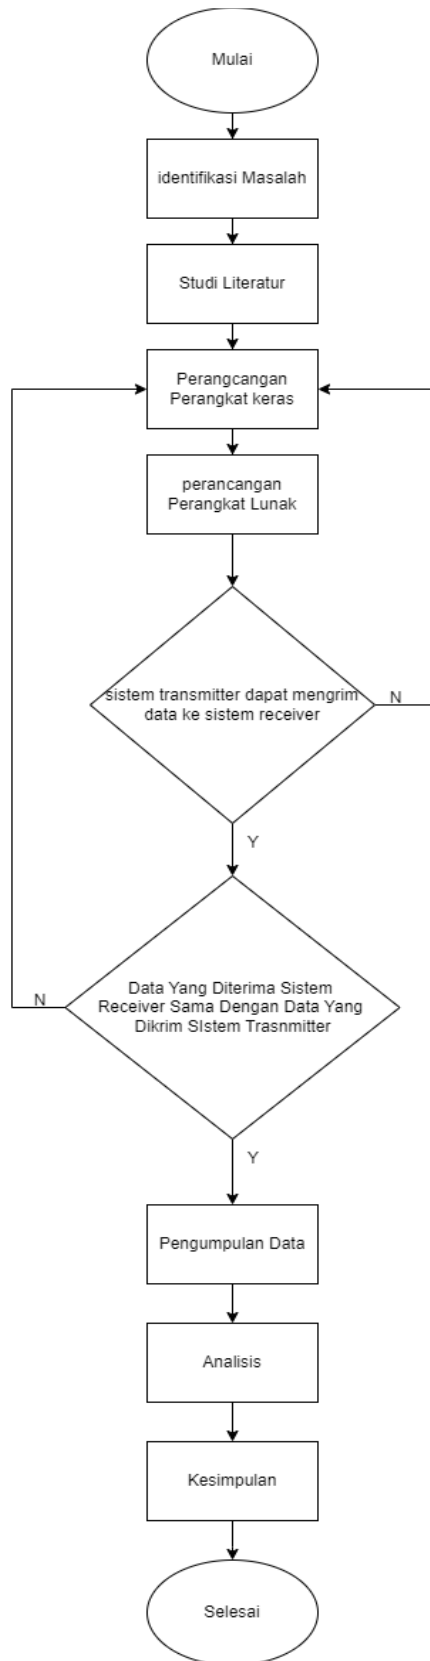 Mulai
identifikasi Masalah
Studi Literatur
Perangcangan
Perangkat keras
perancangan
Perangkat Lunak
sistem transmitter dapat mengrim
data ke sistem receiver
N
Y
Data Yang Diterima Sistem
Receiver Sama Dengan Data Yang
Dikrim SIstem Trasnmitter
N
Y
Pengumpulan Data
Analisis
Kesimpulan
Selesai